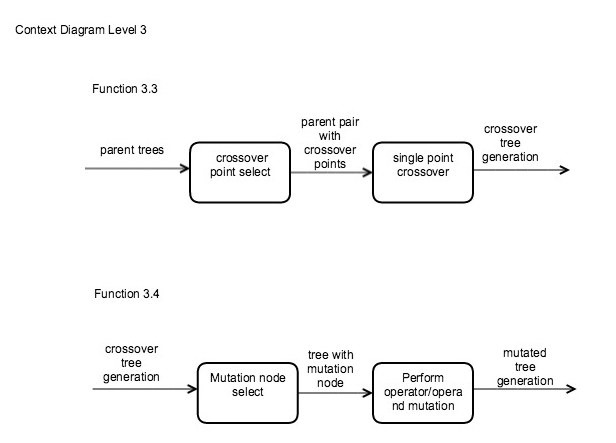 Context Diagram Level 3
Function 3.3
parent trees
crossover
point select
parent pair
with
crossover
points
single point
crossover
crossover
tree
generation
Function 3.4
crossover
tree
generation
Mutation node
select
tree with
mutation
node
Perform
operator/opera
nd mutation
mutated
tree
generation